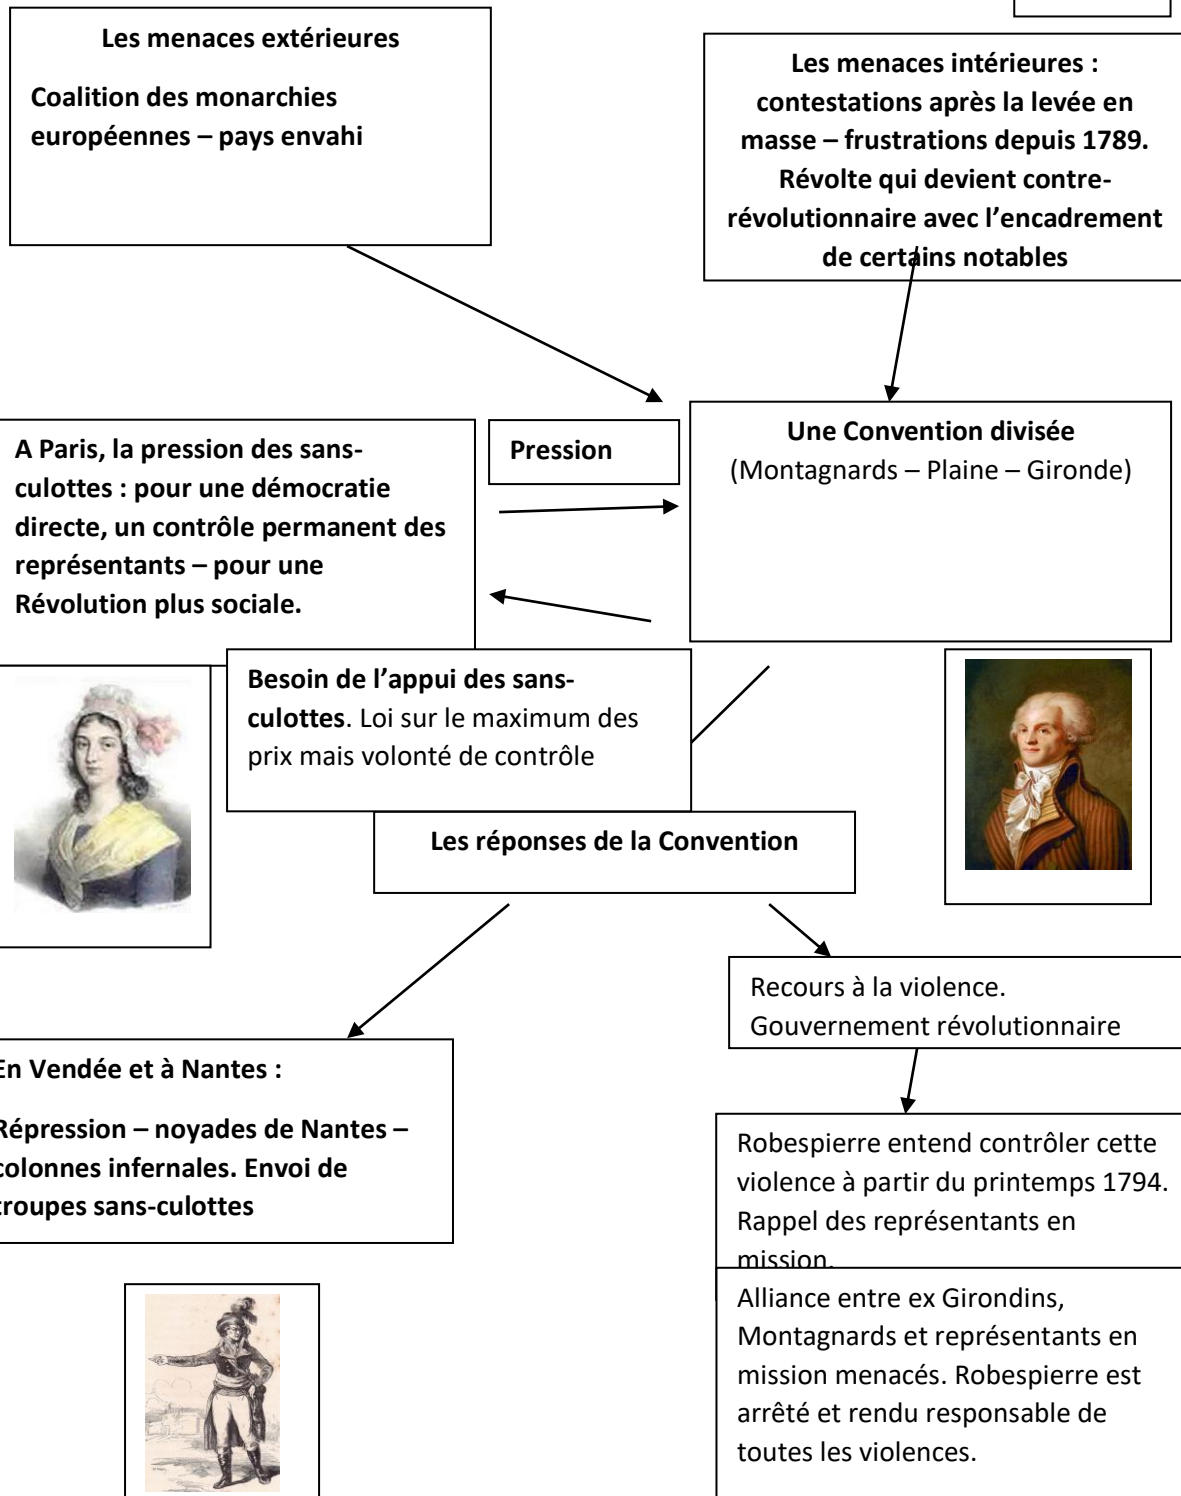 Les menaces extérieures
Coalition des monarchies
européennes – pays envahi
Les menaces intérieures :
contestations après la levée en
masse – frustrations depuis 1789.
Révolte qui devient contre-
révolutionnaire avec l’encadrement
de certains notables
A Paris, la pression des sans-
culottes : pour une démocratie
directe, un contrôle permanent des
représentants – pour une
Révolution plus sociale.
Pression
Une Convention divisée
(Montagnards – Plaine – Gironde)
Besoin de l’appui des sans-
culottes. Loi sur le maximum des
prix mais volonté de contrôle
Les réponses de la Convention
Recours à la violence.
Gouvernement révolutionnaire
En Vendée et à Nantes :
Répression – noyades de Nantes –
colonnes infernales. Envoi de
troupes sans-culottes
Robespierre entend contrôler cette
violence à partir du printemps 1794.
Rappel des représentants en
mission.
Alliance entre ex Girondins,
Montagnards et représentants en
mission menacés. Robespierre est
arrêté et rendu responsable de
toutes les violences.